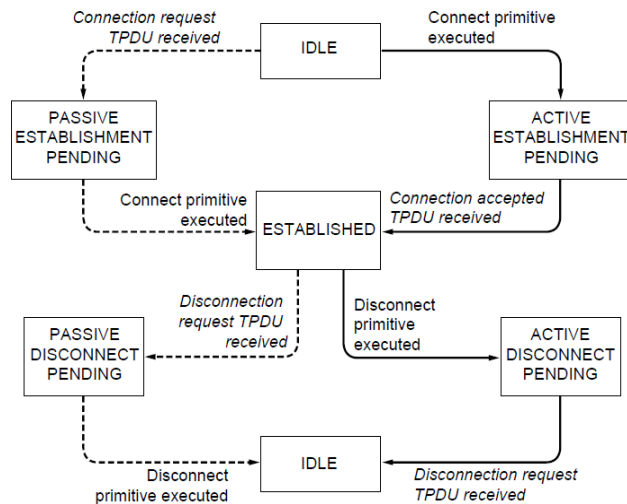 Connection request
TPDU received
IDLE
Connect primitive
executed
PASSIVE
ESTABLISHMENT
PENDING
ACTIVE
ESTABLISHMENT
PENDING
Connect primitive
executed
ESTABLISHED
Connection accepted
TPDU received
Disconnection
request TPDU
received
Disconnect
primitive
executed
PASSIVE
DISCONNECT
PENDING
ACTIVE
DISCONNECT
PENDING
IDLE
Disconnect
primitive executed
Disconnection request
TPDU received